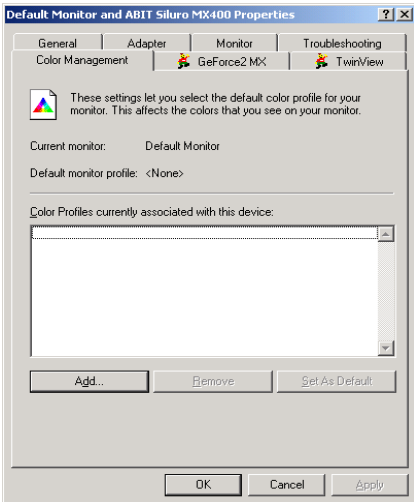 Default Monitor and ABIT Siluro MX400 Properties
General Adapter Monitor Troubleshooting
Color Management GeForce2 MX TwinView
These settings let you select the default color profile for your
monitor. This affects the colors that you see on your monitor.
Current monitor: Default Monitor
Default monitor profile: <None>
Color Profiles currently associated with this device:
Add... Remove Set As Default
OK Cancel Apply